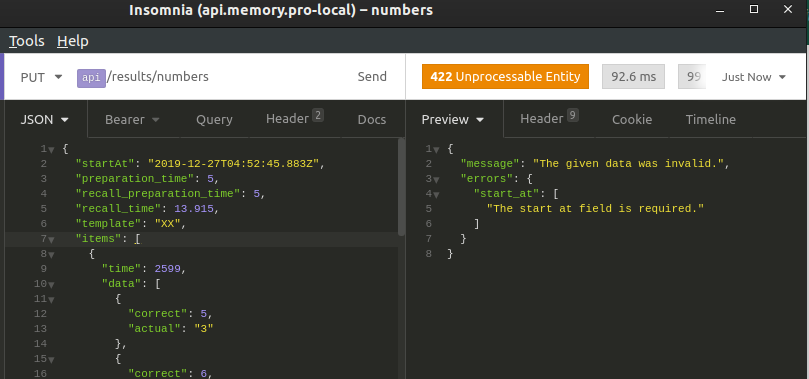 Insomnia (api.memory.pro-local) – numbers
Tools Help
PUT api /results/numbers Send
422 Unprocessable Entity 92.6 ms 99 Just Now
JSON Bearer Query Header 2 Docs
Preview Header 9 Cookie Timeline
1 {
2 "startAt": "2019-12-27T04:52:45.883Z",
3 "preparation_time": 5,
4 "recall_preparation_time": 5,
5 "recall_time": 13.915,
6 "template": "XX",
7 "items": [
8 {
9 "time": 2599,
10 "data": [
11 {
12 "correct": 5,
13 "actual": "3"
14 },
15 {
16 "correct": 6,
1 {
2 "message": "The given data was invalid.",
3 "errors": {
4 "start_at": [
5 "The start at field is required."
6 ]
7 }
8 }